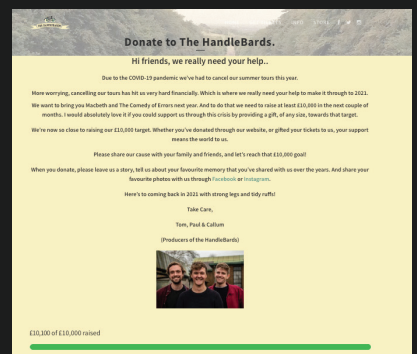 Donate to The HandleBards.
Hi friends, we really need your help..
Due to the COVID-19 pandemic we've had to cancel our summer tours this year.
More worrying, cancelling our tours has hit us very hard financially. Which is where we really need your help to make it through to 2021.
We want to bring you Macbeth and The Comedy of Errors next year. And to do that we need to raise at least £10,000 in the next couple of
months. I would absolutely love it if you could support us through this crisis by providing a gift, of any size, towards that target.
We're now so close to raising our £10,000 target. Whether you've donated through our website, or gifted your tickets to us, your support
means the world to us.
Please share our cause with your family and friends, and let's reach that £10,000 goal!
When you donate, please leave us a story, tell us about your favourite memory that you've shared with us over the years. And share your
favourite photos with us through Facebook or Instagram.
Here's to coming back in 2021 with strong legs and tidy ruffs!
Take Care,
Tom, Paul & Callum
(Producers of the HandleBards)
£10,100 of £10,000 raised